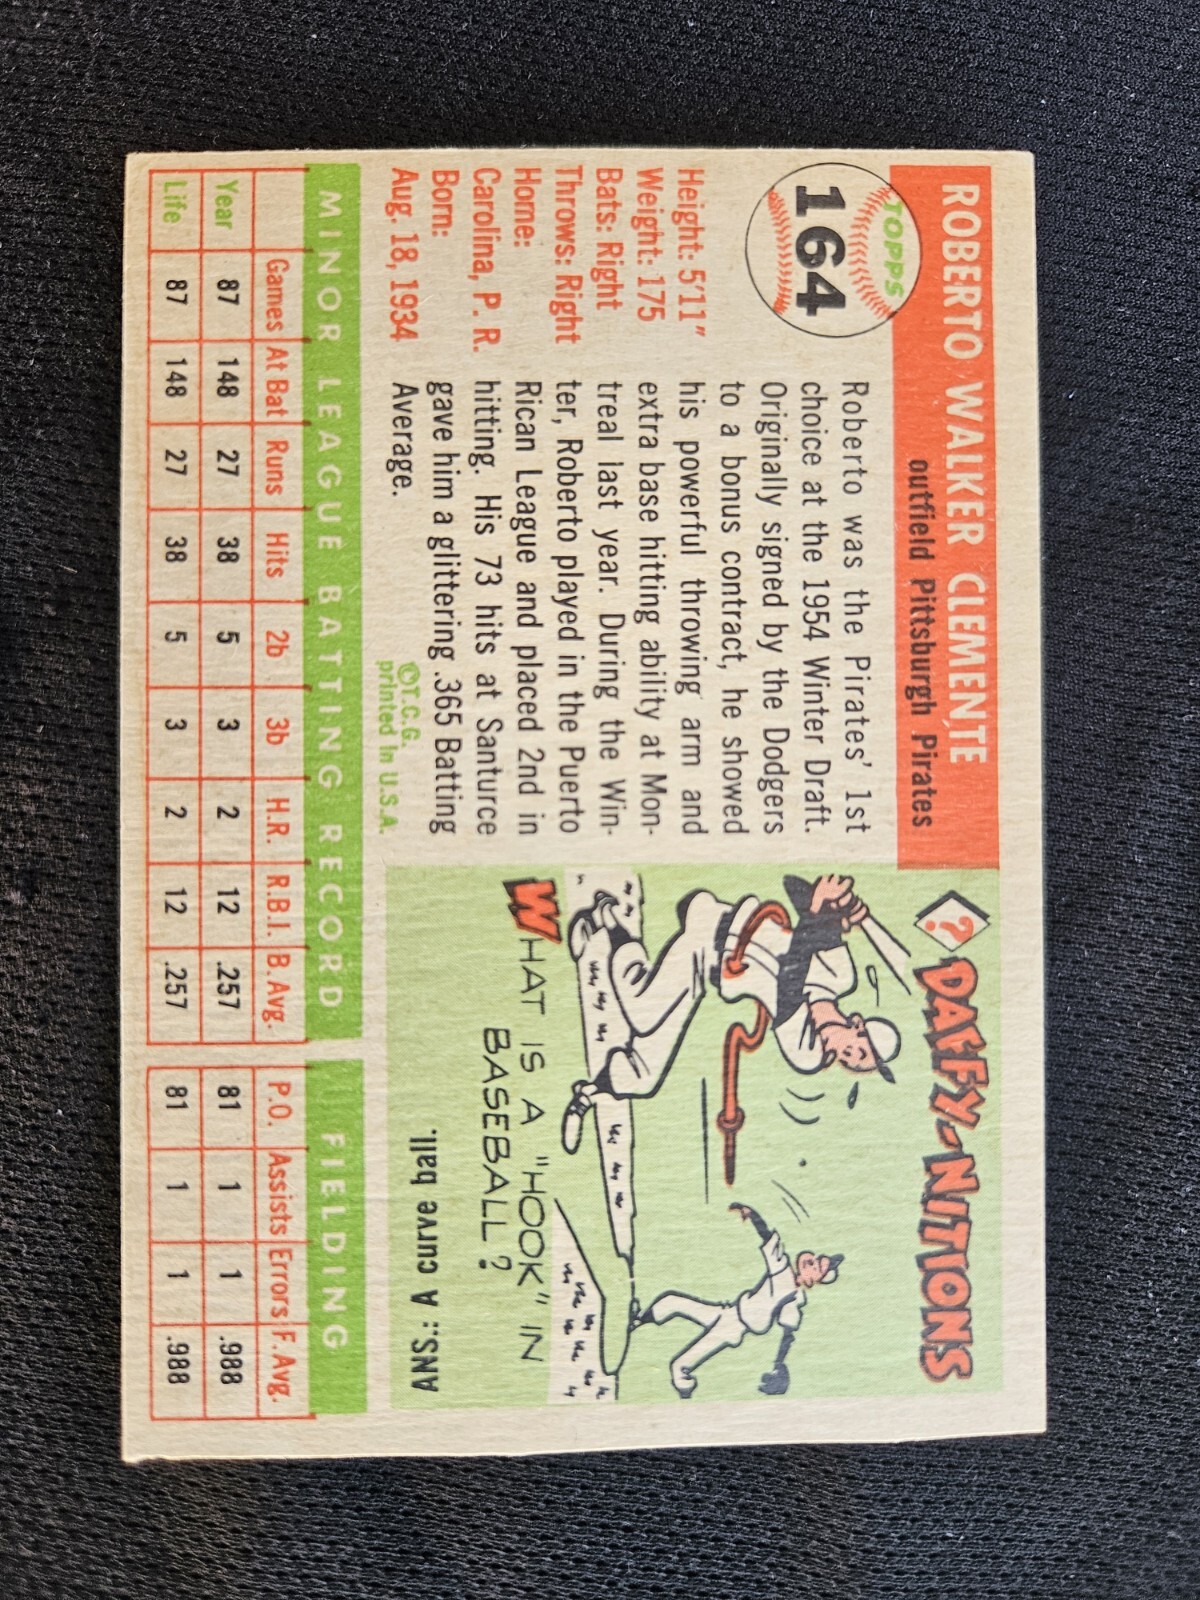 TOPPS
164
ROBERTO WALKER CLEMENTE
outfield Pittsburgh Pirates
Height: 5'11"
Weight: 175
Bats: Right
Throws: Right
Home:
Carolina, P. R.
Born:
Aug. 18, 1934
Roberto was the Pirates' 1st
choice at the 1954 Winter Draft.
Originally signed by the Dodgers
to a bonus contract, he showed
his powerful throwing arm and
extra base hitting ability at Mon-
treal last year. During the Win-
ter, Roberto played in the Puerto
Rican League and placed 2nd in
hitting. His 73 hits at Santurce
gave him a glittering .365 Batting
Average.
©T.C.G.
printed in U.S.A.
? DAFFY-NITIONS
WHAT IS A "HOOK" IN
BASEBALL?
ANS.: A curve ball.
MINOR LEAGUE BATTING RECORD FIELDING
Games At Bat Runs Hits 2b 3b H.R. R.B.I. B. Avg. P.O. Assists Errors F. Avg.
Year 87 148 27 38 5 3 2 12 .257 81 1 1 .988
Life 87 148 27 38 5 3 2 12 .257 81 1 1 .988